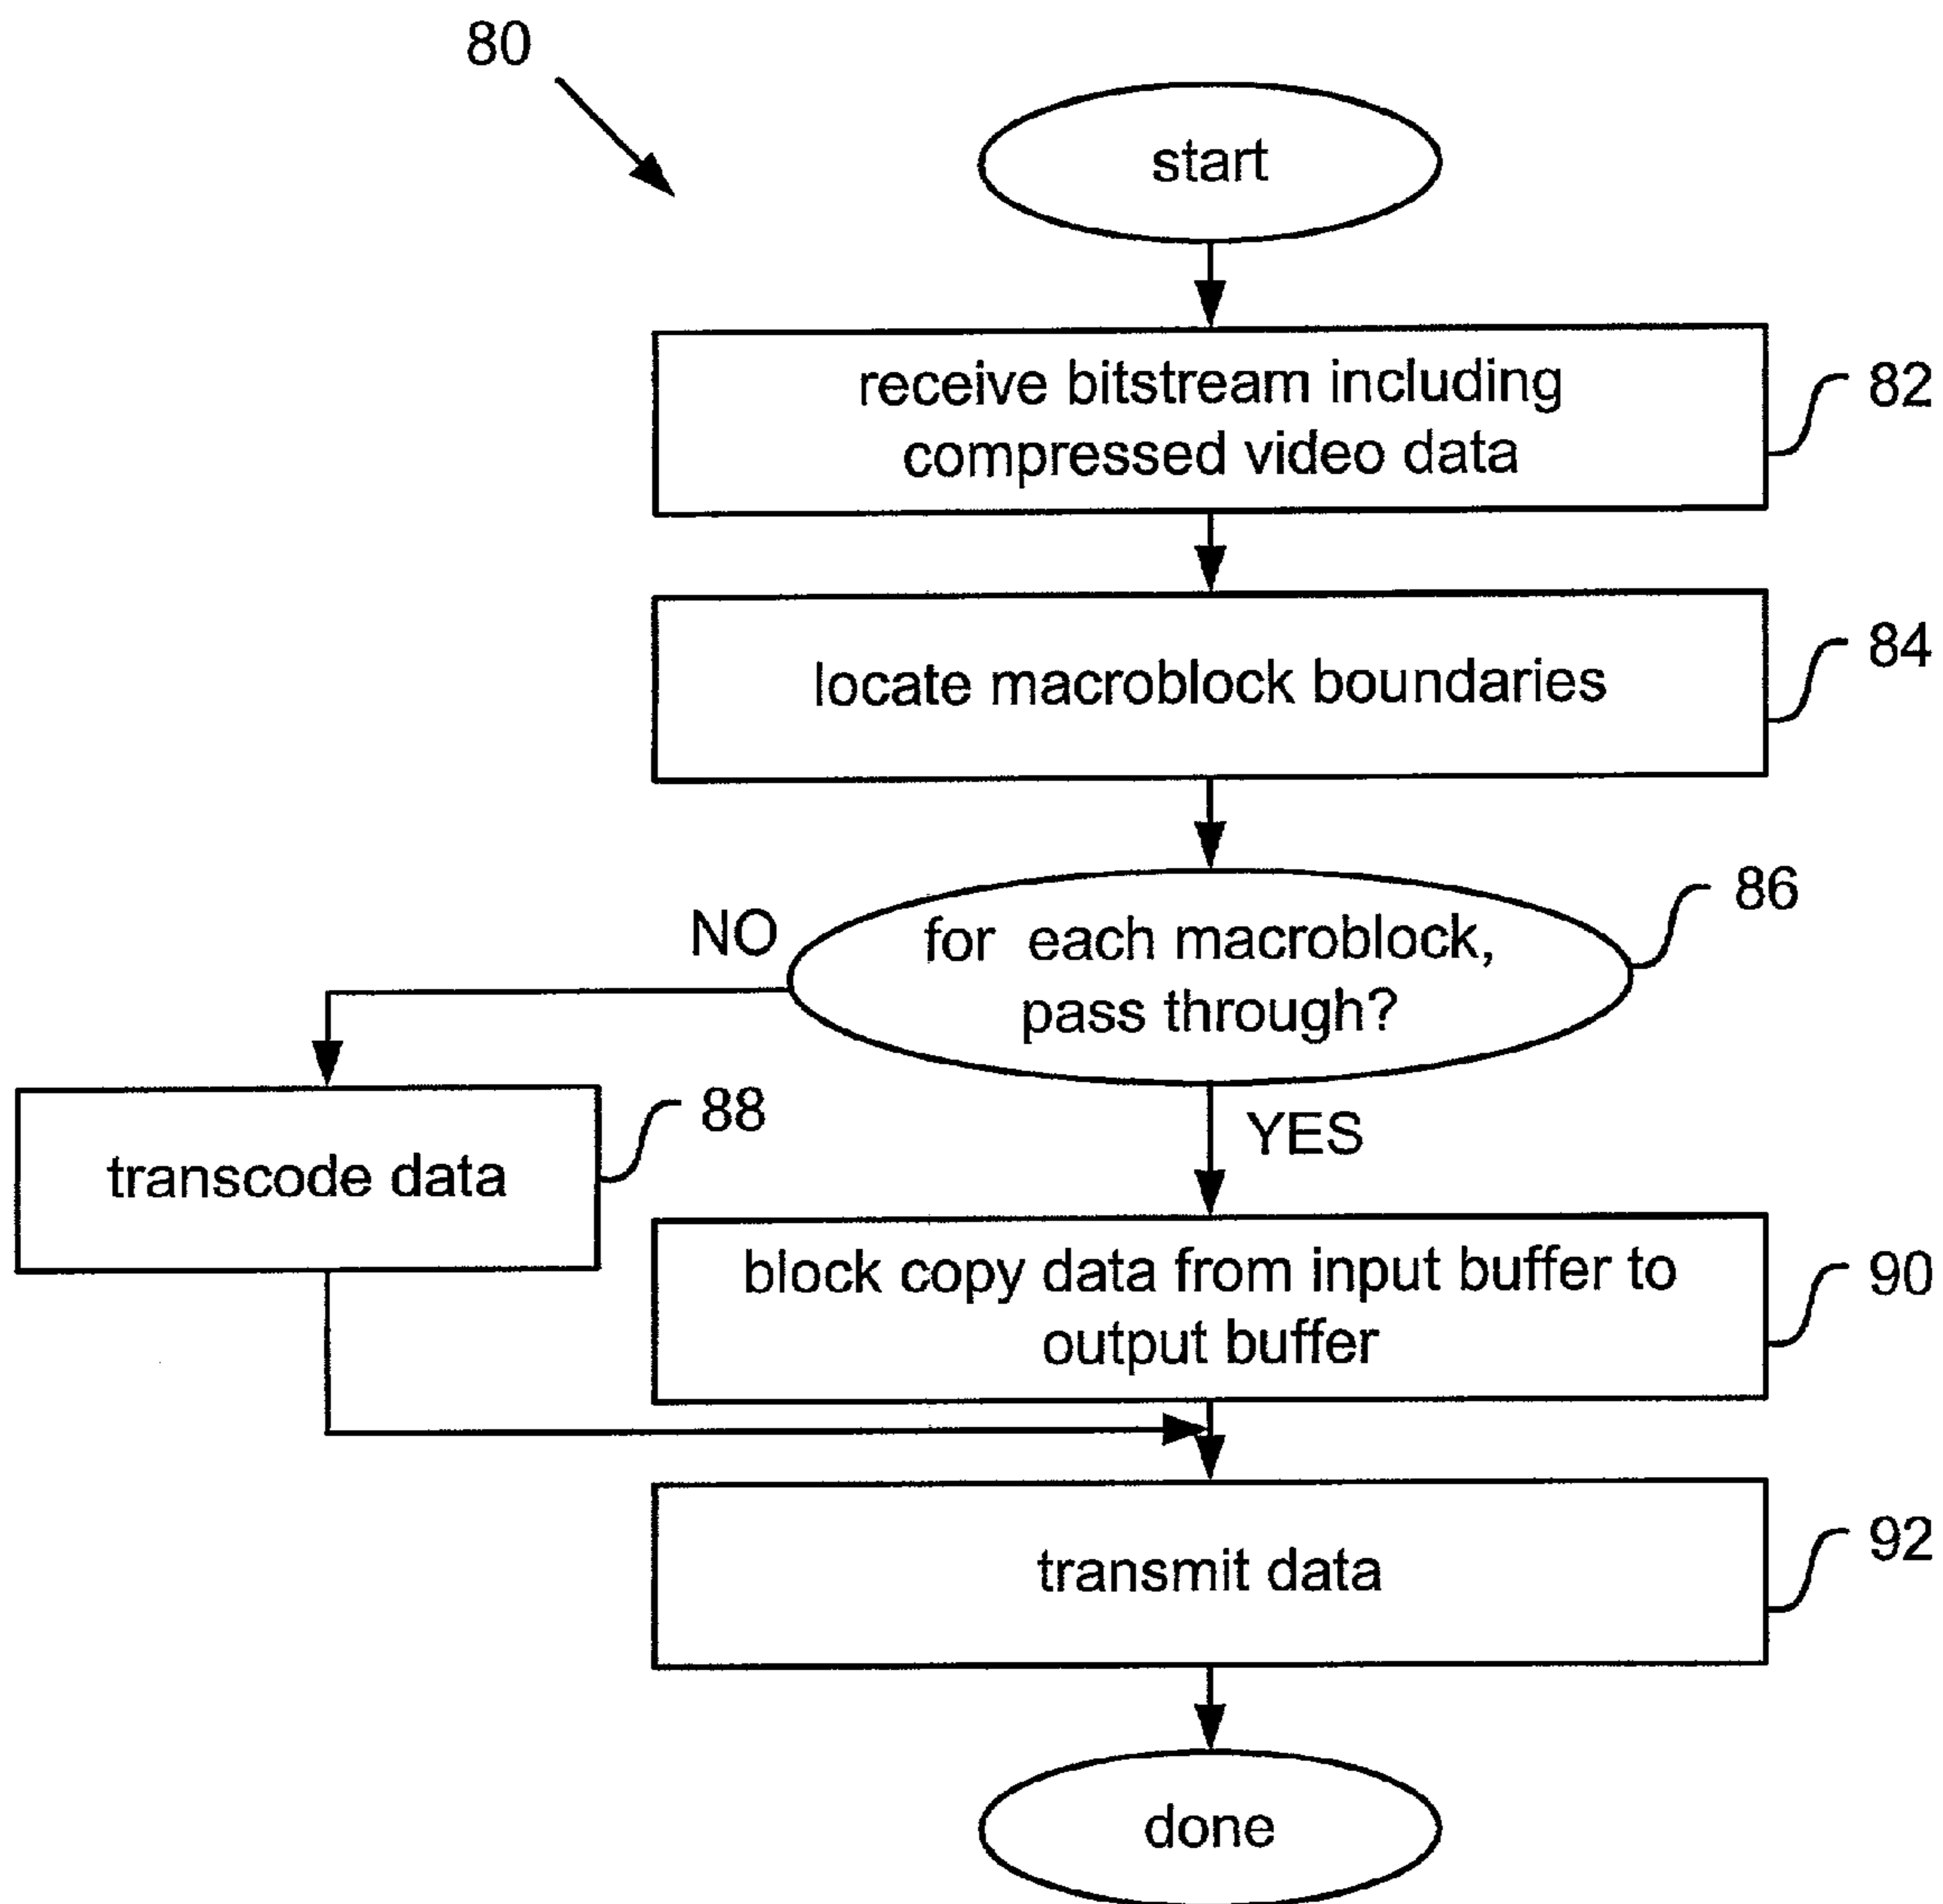 80
start
receive bitstream including
compressed video data
82
locate macroblock boundaries
84
for each macroblock,
pass through?
86
NO
YES
transcode data
88
block copy data from input buffer to
output buffer
90
transmit data
92
done